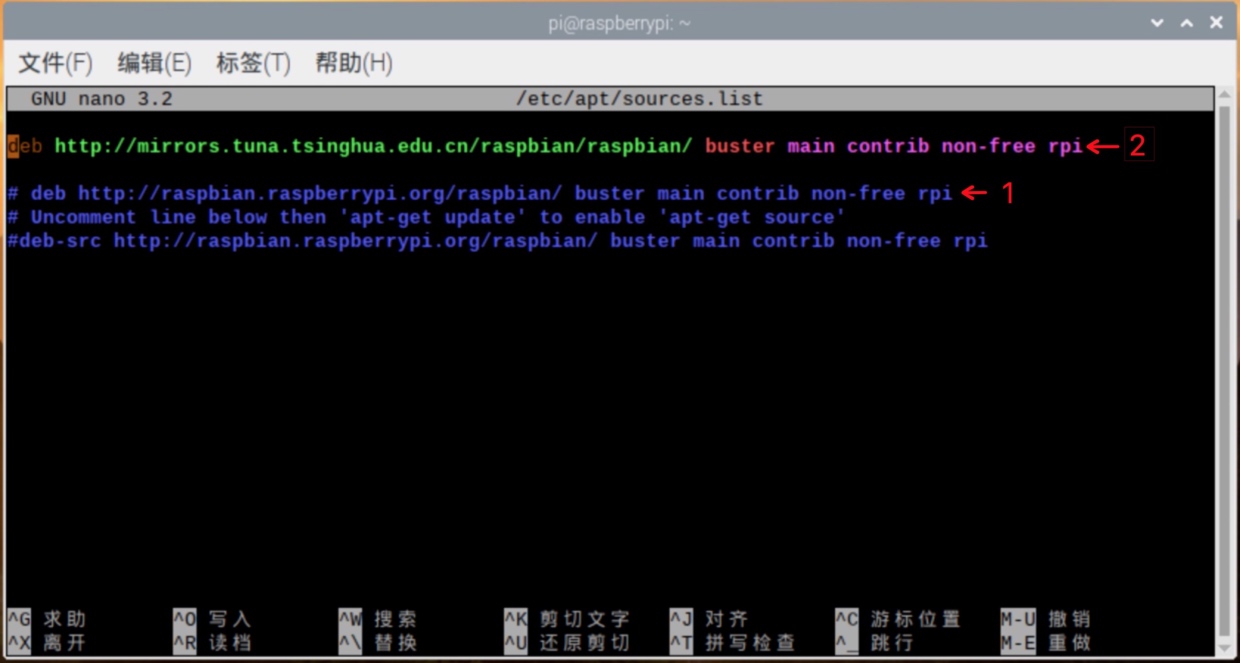 pi@raspberrypi: ~
文件(F) 编辑(E) 标签(T) 帮助(H)
GNU nano 3.2 /etc/apt/sources.list
deb http://mirrors.tuna.tsinghua.edu.cn/raspbian/raspbian/ buster main contrib non-free rpi 2
# deb http://raspbian.raspberrypi.org/raspbian/ buster main contrib non-free rpi 1
# Uncomment line below then 'apt-get update' to enable 'apt-get source'
#deb-src http://raspbian.raspberrypi.org/raspbian/ buster main contrib non-free rpi
^G 求助 ^O 写入 ^W 搜索 ^K 剪切文字 ^J 对齐 ^C 游标位置 M-U 撤销
^X 离开 ^R 读档 ^\ 替换 ^U 还原剪切 ^T 拼写检查 ^_ 跳行 M-E 重做